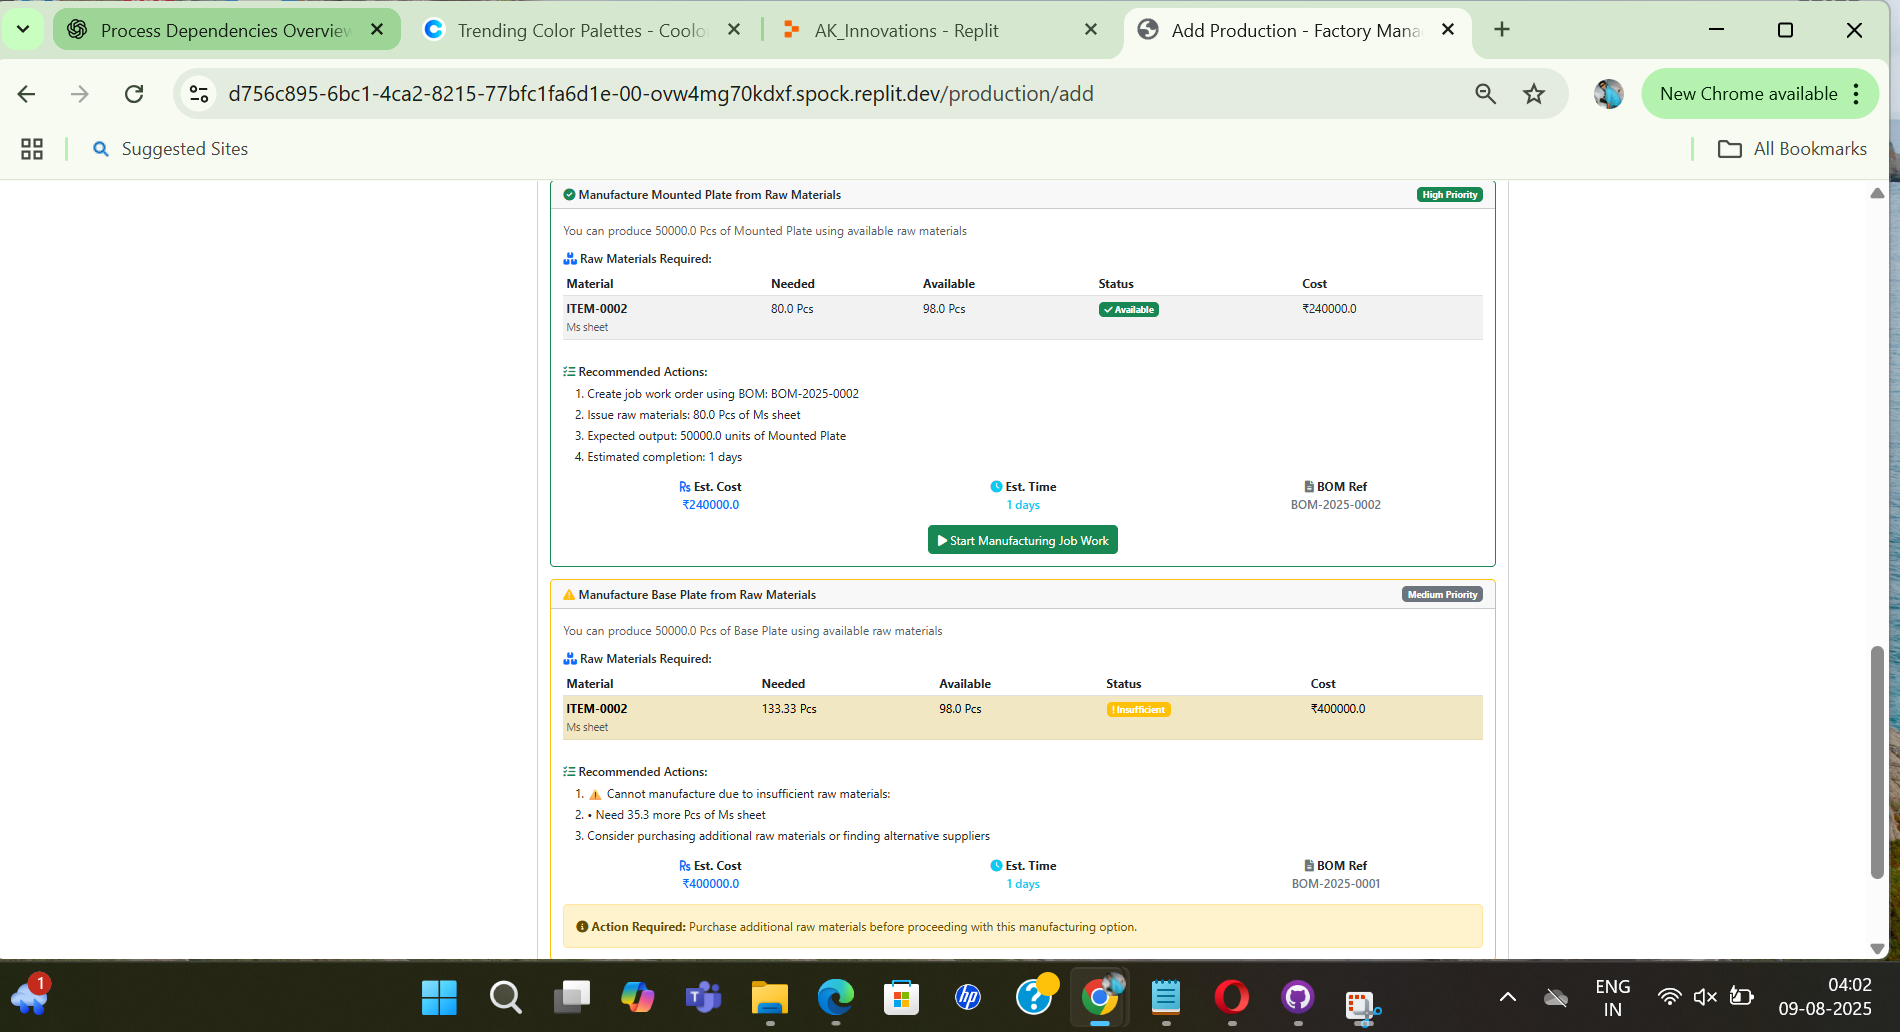 Process Dependencies Overview
Trending Color Palettes - Coolo
AK_Innovations - Replit
Add Production - Factory Mana
d756c895-6bc1-4ca2-8215-77bfc1fa6d1e-00-ovw4mg70kdxf.spock.replit.dev/production/add
New Chrome available
Suggested Sites
All Bookmarks
Manufacture Mounted Plate from Raw Materials
High Priority
You can produce 50000.0 Pcs of Mounted Plate using available raw materials
Raw Materials Required:
Material Needed Available Status Cost
ITEM-0002 80.0 Pcs 98.0 Pcs Available ₹240000.0
Ms sheet
Recommended Actions:
1. Create job work order using BOM: BOM-2025-0002
2. Issue raw materials: 80.0 Pcs of Ms sheet
3. Expected output: 50000.0 units of Mounted Plate
4. Estimated completion: 1 days
Rs Est. Cost Est. Time BOM Ref
₹240000.0 1 days BOM-2025-0002
Start Manufacturing Job Work
Manufacture Base Plate from Raw Materials
Medium Priority
You can produce 50000.0 Pcs of Base Plate using available raw materials
Raw Materials Required:
Material Needed Available Status Cost
ITEM-0002 133.33 Pcs 98.0 Pcs ! Insufficient ₹400000.0
Ms sheet
Recommended Actions:
1. ⚠ Cannot manufacture due to insufficient raw materials:
2. • Need 35.3 more Pcs of Ms sheet
3. Consider purchasing additional raw materials or finding alternative suppliers
Rs Est. Cost Est. Time BOM Ref
₹400000.0 1 days BOM-2025-0001
Action Required: Purchase additional raw materials before proceeding with this manufacturing option.
1
hp
ENG
IN
04:02
09-08-2025